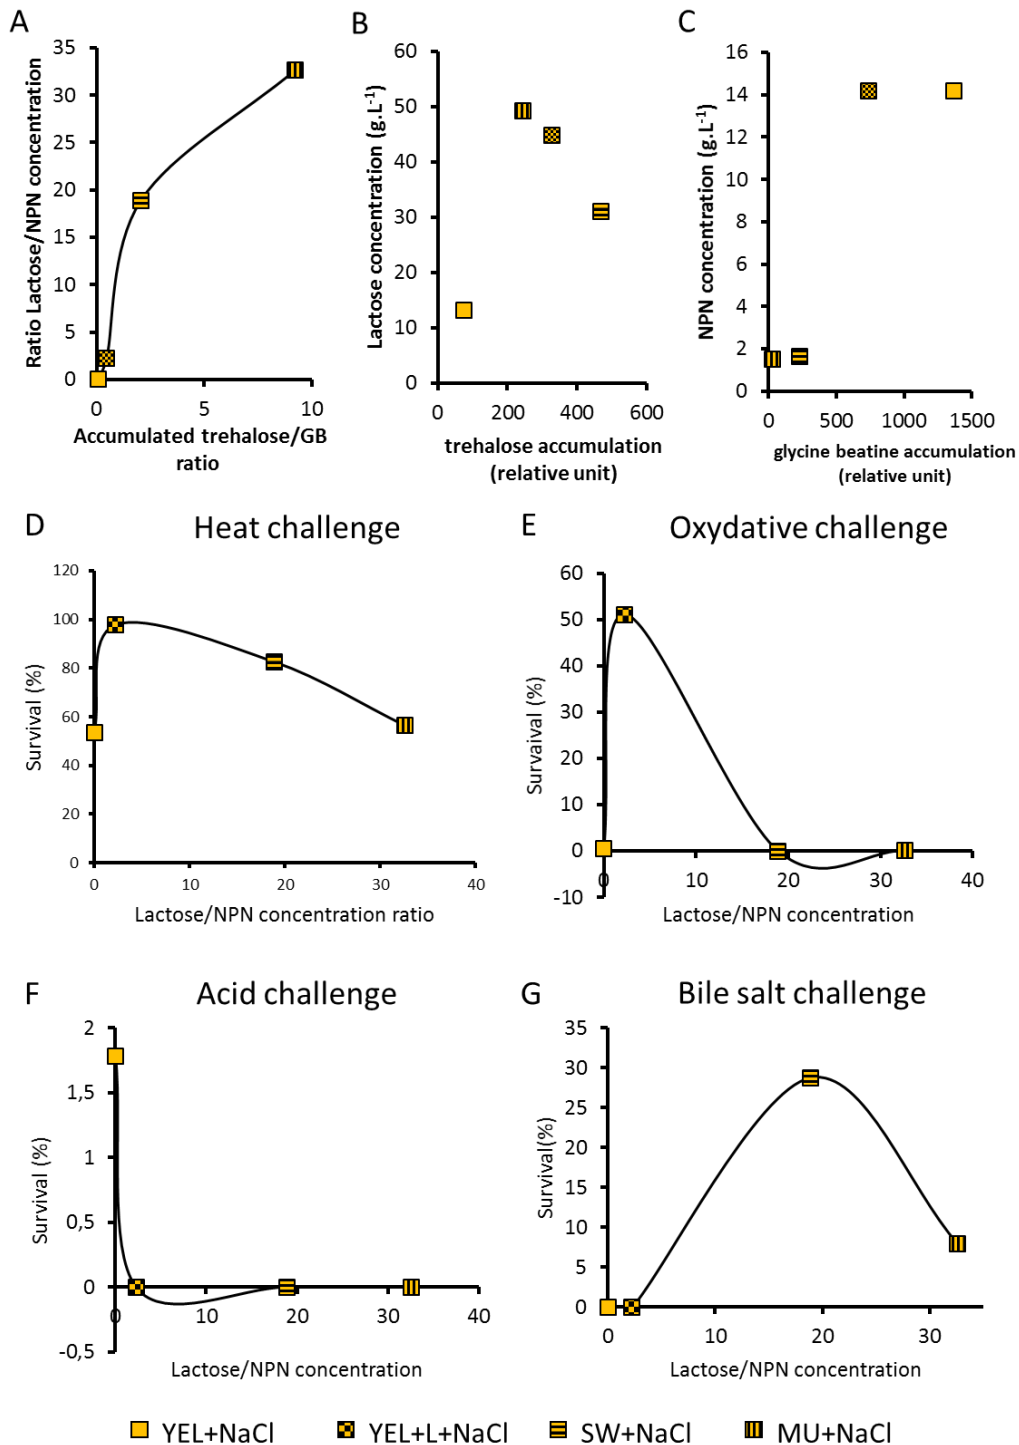 A
Ratio Lactose/NPN concentration
35
30
25
20
15
10
5
0
0
5
10
Accumulated trehalose/GB
ratio
B
Lactose concentration (g.L-1)
60
50
40
30
20
10
0
0
200
400
600
trehalose accumulation
(relative unit)
C
NPN concentration (g.L-1)
16
14
12
10
8
6
4
2
0
0
500
1000
1500
glycine beatine accumulation
(relative unit)
D
Heat challenge
Survival (%)
120
100
80
60
40
20
0
0
10
20
30
40
Lactose/NPN concentration ratio
E
Oxydative challenge
Survaival (%)
60
50
40
30
20
10
0
-10
0
10
20
30
40
Lactose/NPN concentration
F
Acid challenge
Survival (%)
2
1,5
1
0,5
0
-0,5
0
10
20
30
40
Lactose/NPN concentration
G
Bile salt challenge
Survival(%)
35
30
25
20
15
10
5
0
0
10
20
30
Lactose/NPN concentration
YEL+NaCl
YEL+L+NaCl
SW+NaCl
MU+NaCl